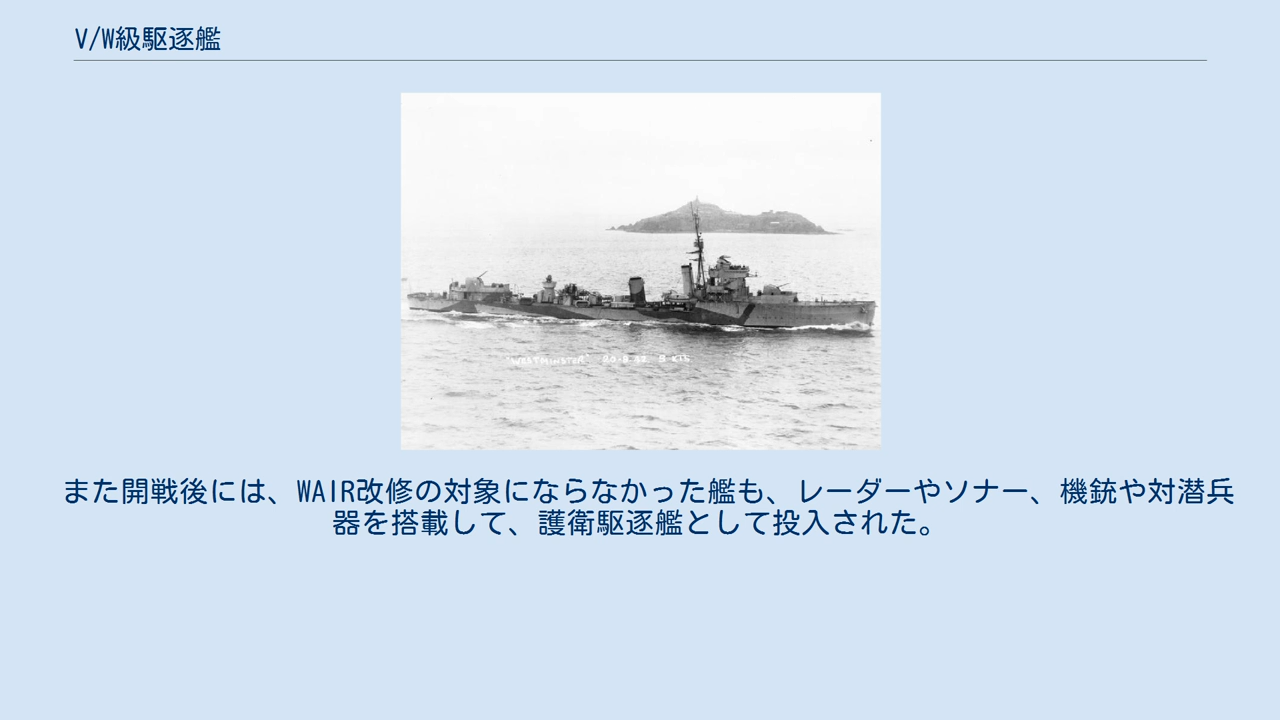 V/W級駆逐艦
"WESTMINSTER"
また開戦後には、WAIR改修の対象にならなかった艦も、レーダーやソナー、機銃や対潜兵
器を搭載して、護衛駆逐艦として投入された。